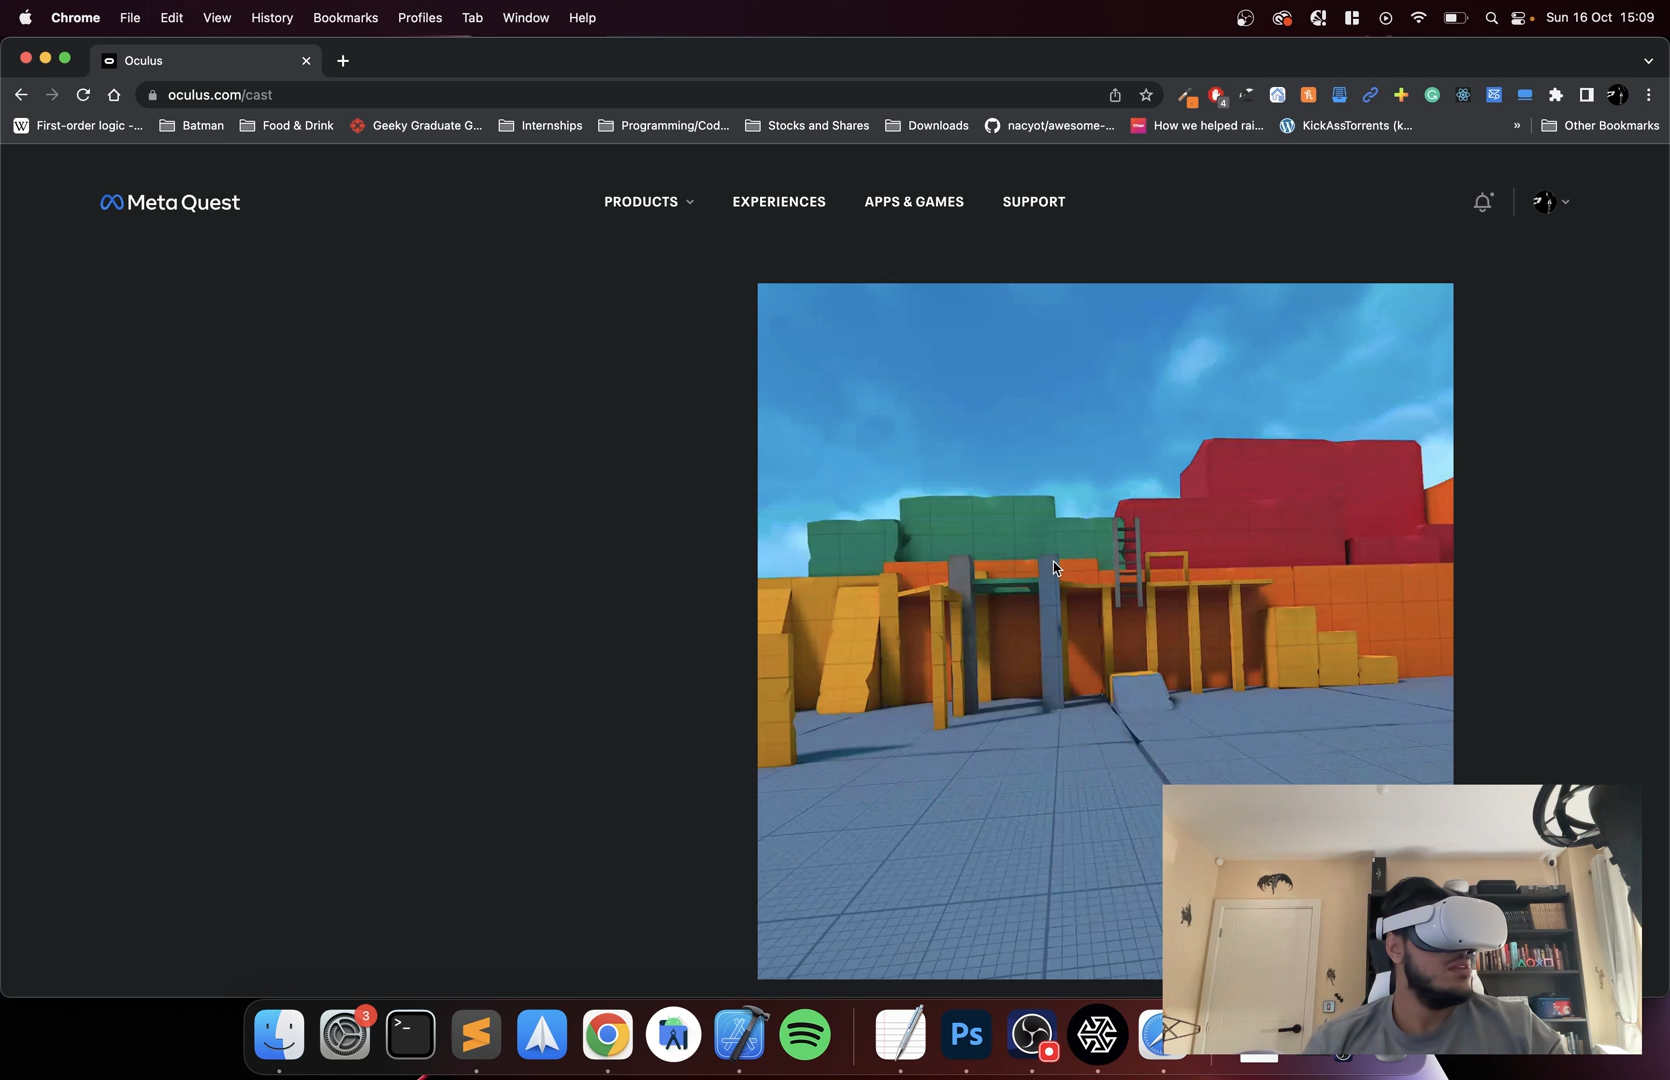 Chrome File Edit View History Bookmarks Profiles Tab Window Help Sun 16 Oct 15:09
Oculus
oculus.com/cast
4
First-order logic -... Batman Food & Drink Geeky Graduate G... Internships Programming/Cod... Stocks and Shares Downloads nacyot/awesome-... How we helped rai... KickAssTorrents (k... » Other Bookmarks
Meta Quest PRODUCTS EXPERIENCES APPS & GAMES SUPPORT
3
>_
Ps